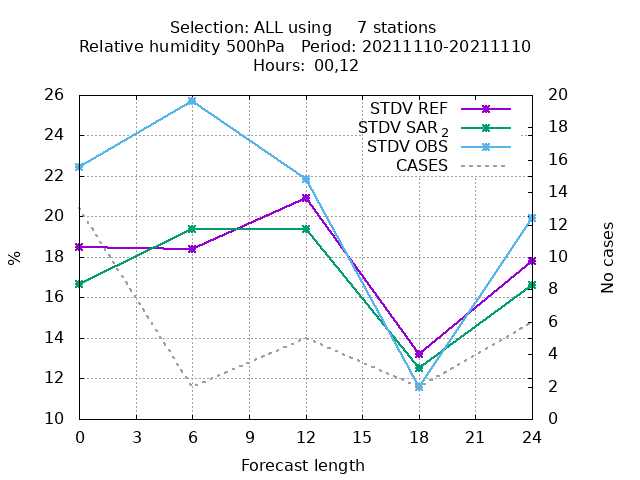 Selection: ALL using 7 stations
Relative humidity 500hPa Period: 20211110-20211110
Hours: 00,12
26
24
22
20
18
16
14
12
10
%
STDV REF
STDV SAR 2
STDV OBS
CASES
20
18
16
14
12
10
8
6
4
2
0
No cases
0 3 6 9 12 15 18 21 24
Forecast length